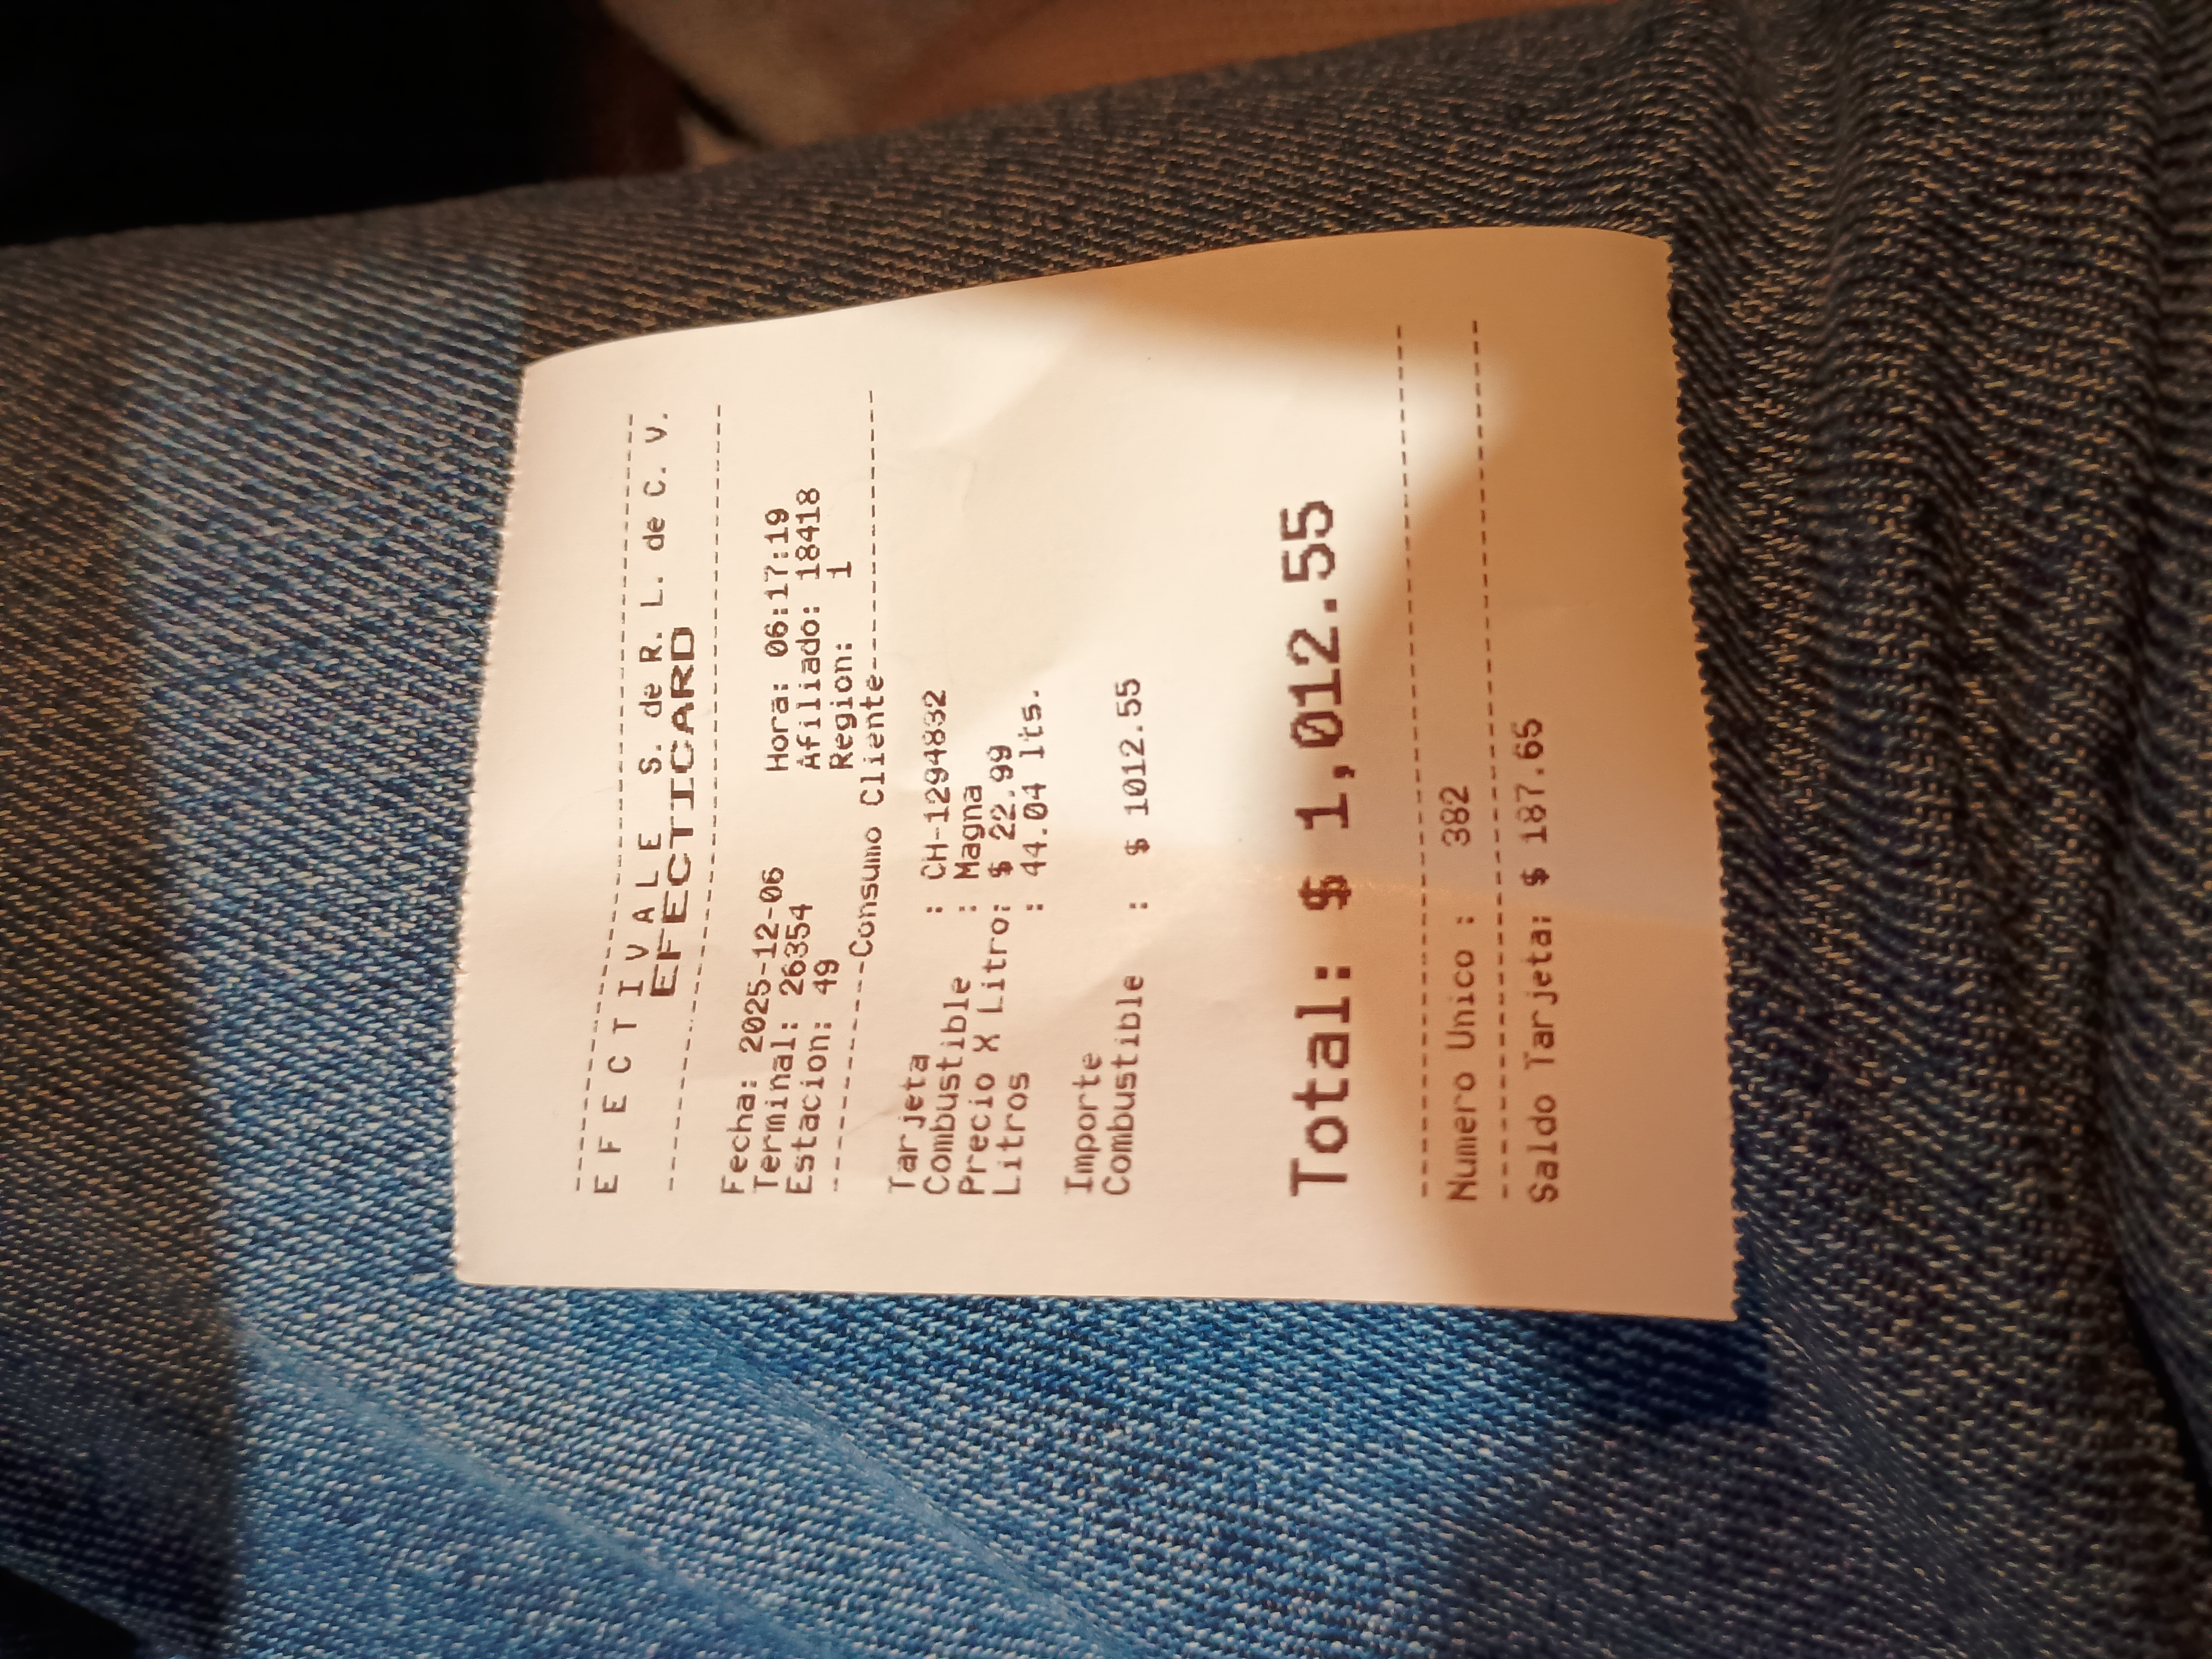 ------------------------------
E F E C T I V A L E  S. de R. L. de C. V.
EFECTICARD
------------------------------
Fecha: 2025-12-06 Hora: 06:17:19
Terminal: 26354 Afiliado: 18418
Estacion: 49 Region: 1
----------Consumo Cliente----------
Tarjeta : CH-1294832
Combustible : Magna
Precio X Litro: $ 22.99
Litros : 44.04 lts.
Importe
Combustible : $ 1012.55
Total: $ 1,012.55
------------------------------
Numero Unico : 382
------------------------------
Saldo Tarjeta: $ 187.65